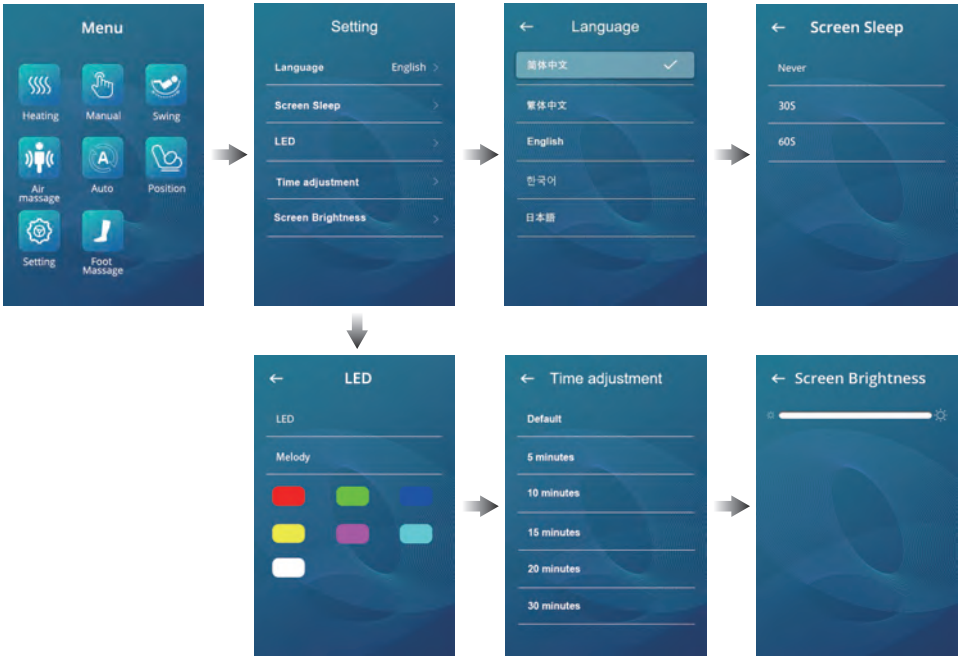 Menu
Heating
Manual
Swing
A
Air
massage
Auto
Position
Setting
Foot
Massage
Setting
Language English >
Screen Sleep >
LED >
Time adjustment >
Screen Brightness >
← Language
简体中文 ✓
繁体中文
English
한국어
日本語
← Screen Sleep
Never
30S
60S
← LED
LED
Melody
← Time adjustment
Default
5 minutes
10 minutes
15 minutes
20 minutes
30 minutes
← Screen Brightness